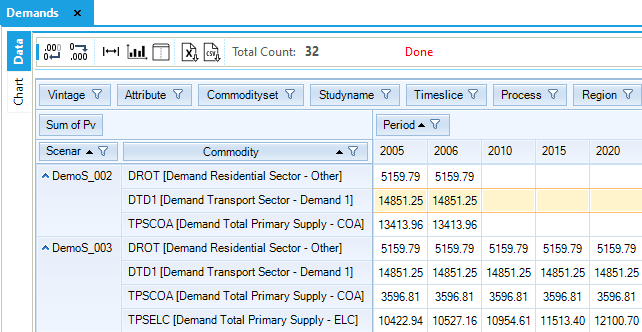 Demands ×
Data
Chart
.000
0.00
Total Count: 32 Done
Vintage Attribute Commodityset Studyname Timeslice Process Region
Sum of Pv Period
Scenar Commodity 2005 2006 2010 2015 2020
DemoS_002 DROT [Demand Residential Sector - Other] 5159.79 5159.79
DTD1 [Demand Transport Sector - Demand 1] 14851.25 14851.25
TPSCOA [Demand Total Primary Supply - COA] 13413.96 13413.96
DemoS_003 DROT [Demand Residential Sector - Other] 5159.79 5159.79 5159.79 5159.79 5159.79
DTD1 [Demand Transport Sector - Demand 1] 14851.25 14851.25 14851.25 14851.25 14851.25
TPSCOA [Demand Total Primary Supply - COA] 3596.81 3596.81 3596.81 3596.81 3596.81
TPSELC [Demand Total Primary Supply - ELC] 10422.94 10527.16 10954.61 11513.40 12100.70